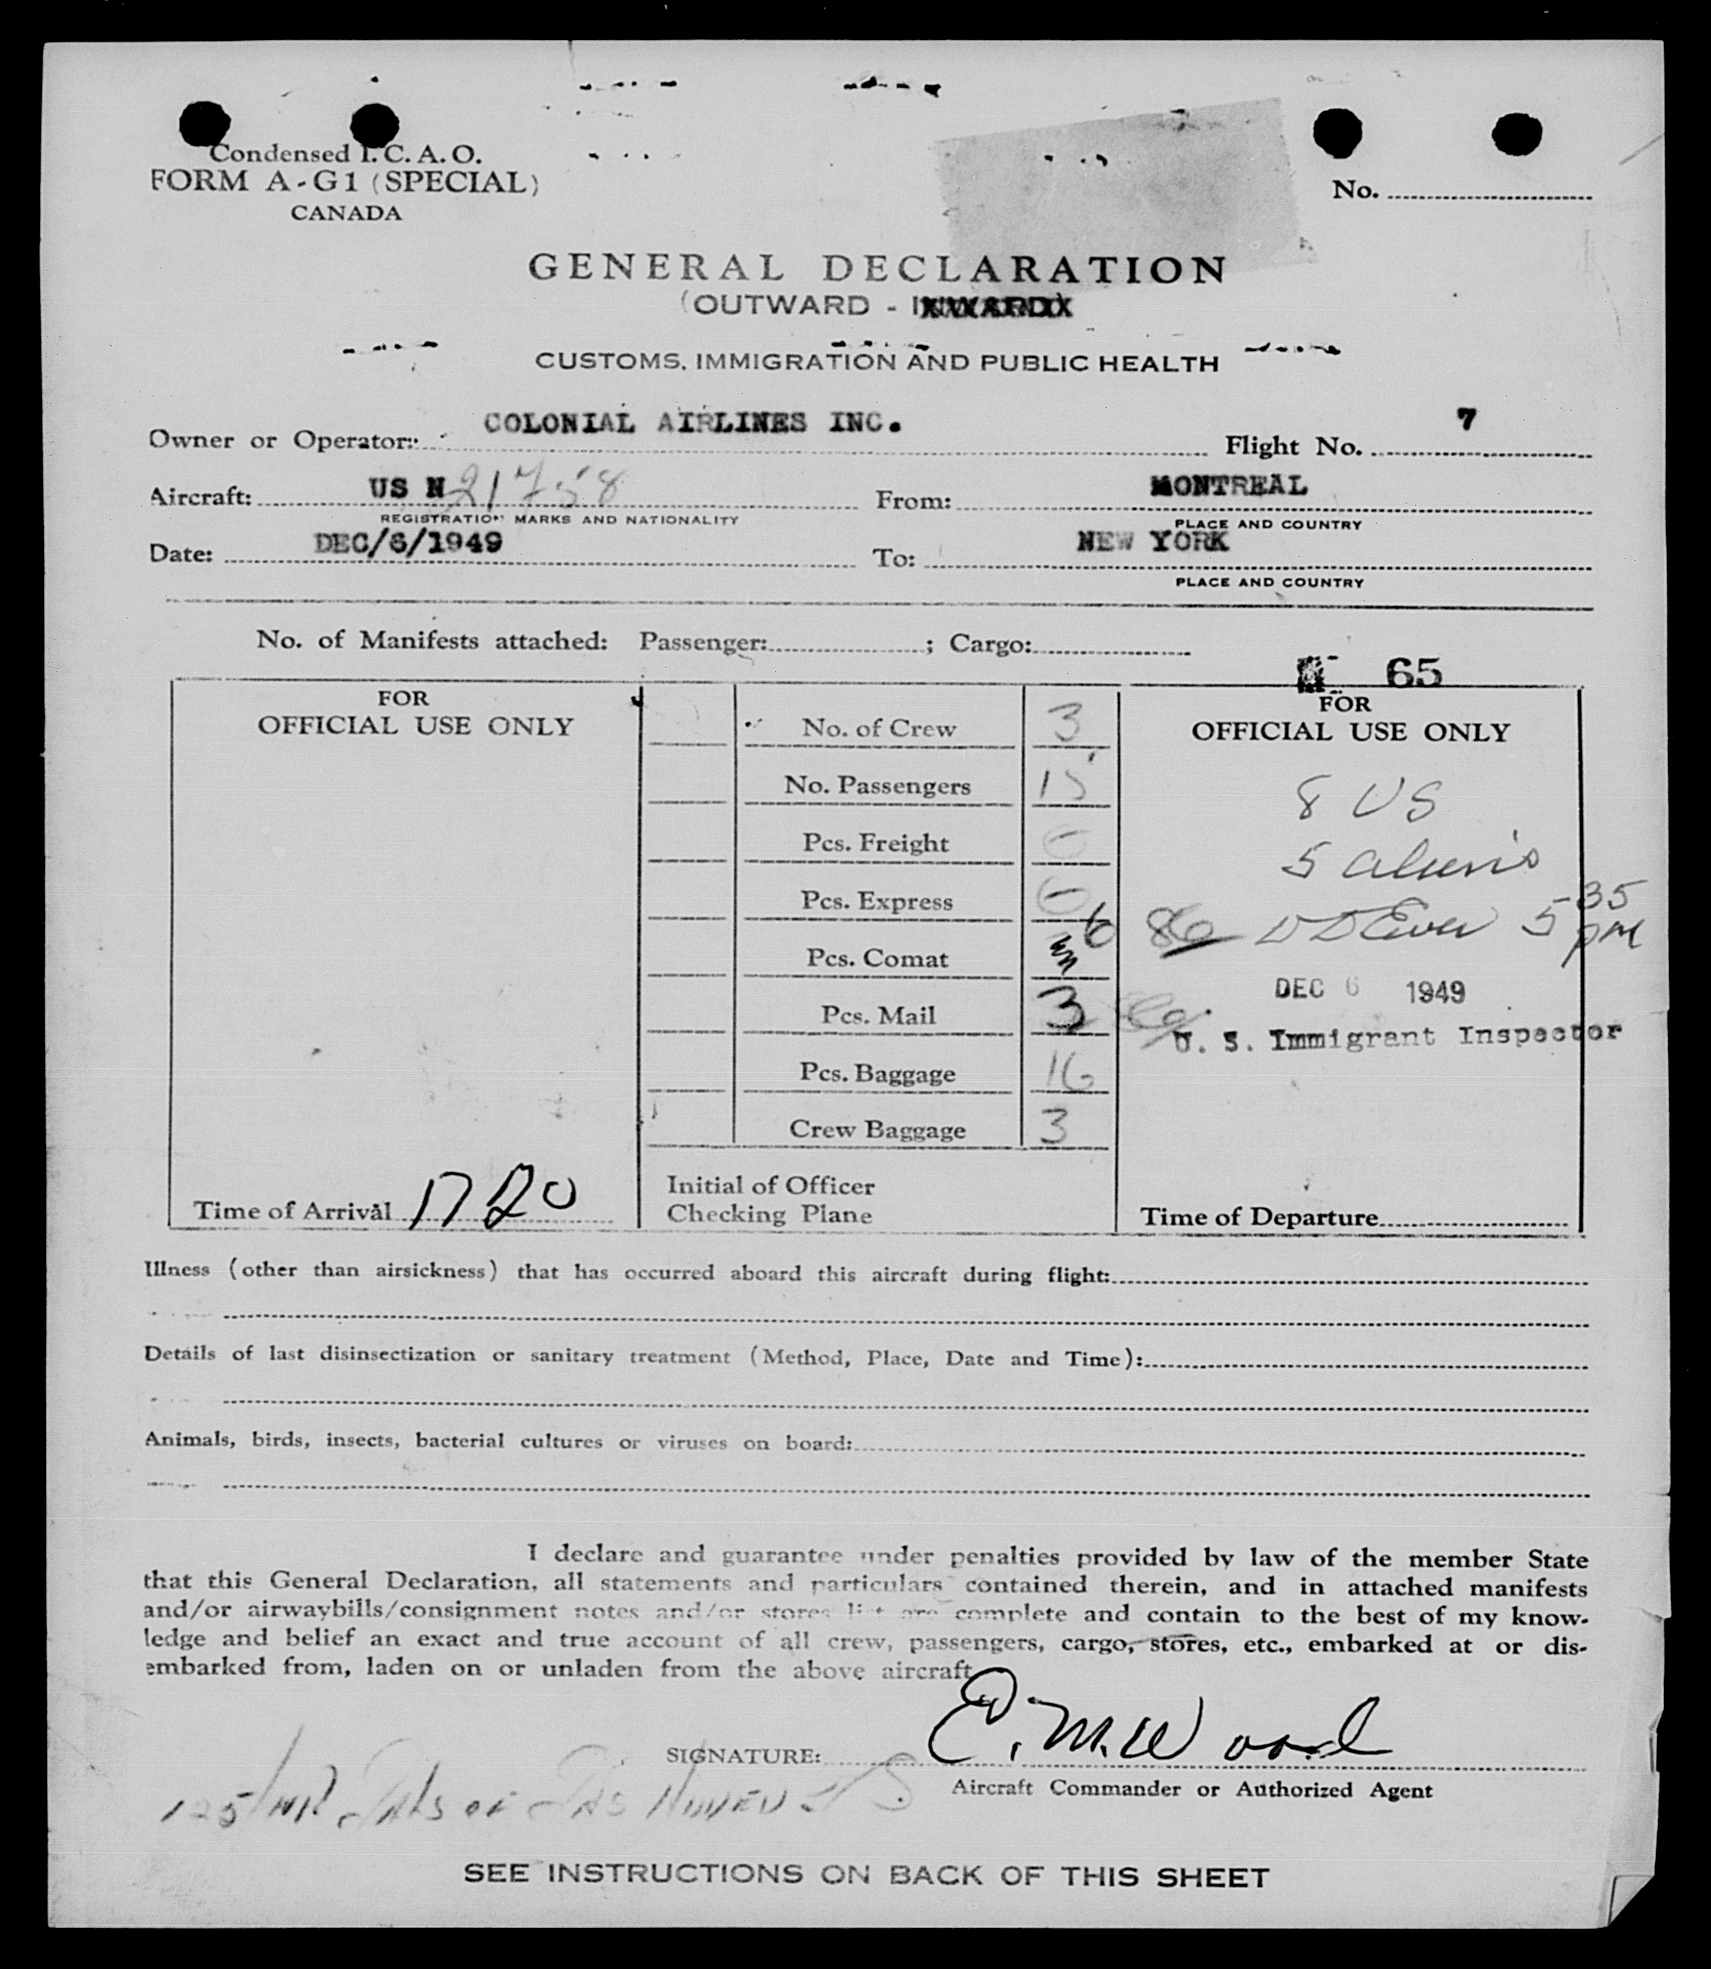 Condensed I. C. A. O.
FORM A-G1 (SPECIAL)
CANADA
No.
GENERAL DECLARATION
(OUTWARD -
CUSTOMS, IMMIGRATION AND PUBLIC HEALTH
Owner or Operator: COLONIAL AIRLINES INC. Flight No. 7
Aircraft: US N 21758 From: MONTREAL
REGISTRATION MARKS AND NATIONALITY PLACE AND COUNTRY
Date: DEC/6/1949 To: NEW YORK
PLACE AND COUNTRY
No. of Manifests attached: Passenger: ; Cargo:
65
FOR
OFFICIAL USE ONLY
Time of Arrival 1720
No. of Crew 3
No. Passengers 15
Pcs. Freight
Pcs. Express
Pcs. Comat 6
Pcs. Mail 3
Pcs. Baggage 16
Crew Baggage 3
Initial of Officer
Checking Plane
FOR
OFFICIAL USE ONLY
8 US
5 aliens
5 35 PM
DEC 6 1949
U. S. Immigrant Inspector
Time of Departure
Illness (other than airsickness) that has occurred aboard this aircraft during flight:
Details of last disinsectization or sanitary treatment (Method, Place, Date and Time):
Animals, birds, insects, bacterial cultures or viruses on board:
I declare and guarantee under penalties provided by law of the member State
that this General Declaration, all statements and particulars contained therein, and in attached manifests
and/or airwaybills/consignment notes and/or stores list are complete and contain to the best of my know-
ledge and belief an exact and true account of all crew, passengers, cargo, stores, etc., embarked at or dis-
embarked from, laden on or unladen from the above aircraft
SIGNATURE: E. M. Wood
Aircraft Commander or Authorized Agent
125 Gals of Gas
SEE INSTRUCTIONS ON BACK OF THIS SHEET